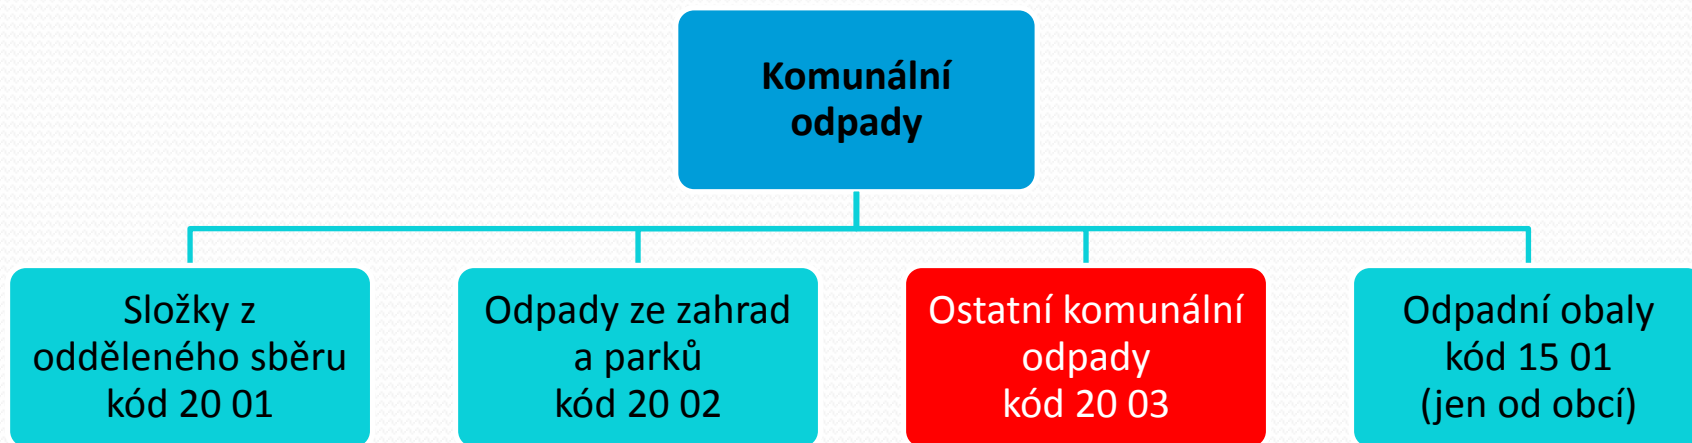 Komunální
odpady
Složky z
odděleného sběru
kód 20 01
Odpady ze zahrad
a parků
kód 20 02
Ostatní komunální
odpady
kód 20 03
Odpadní obaly
kód 15 01
(jen od obcí)